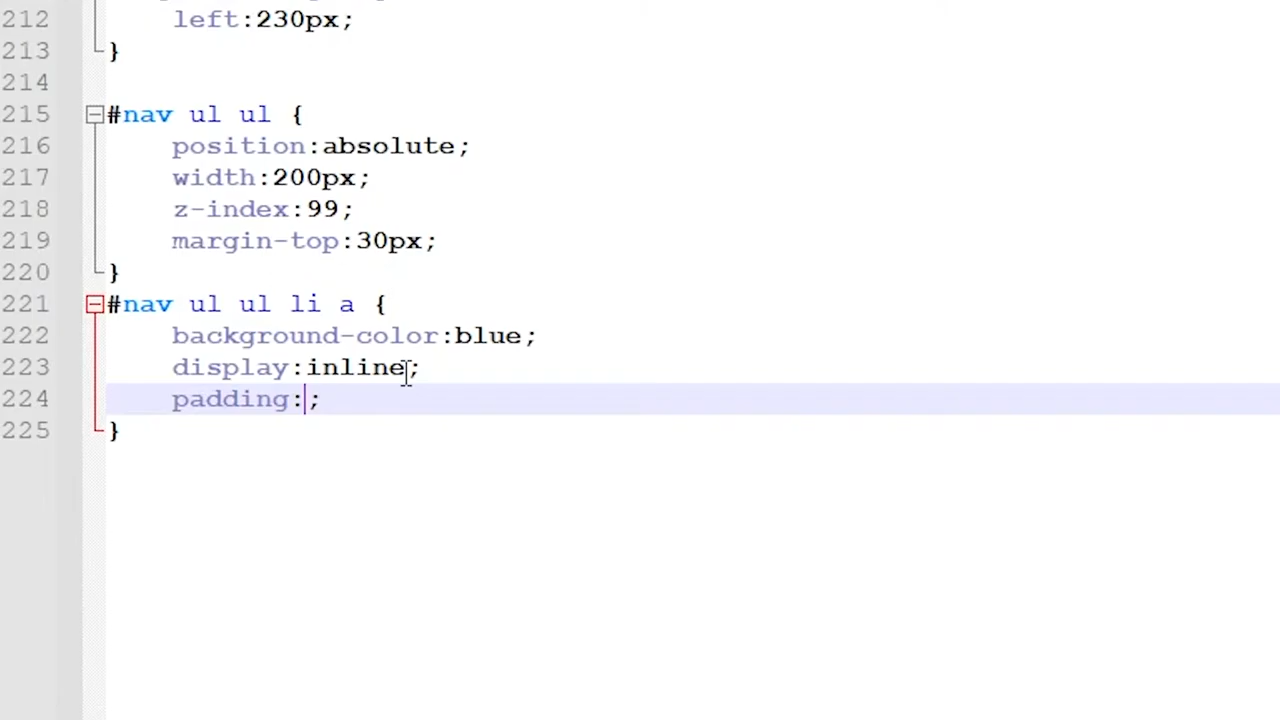 212 left:230px;
213 }
214
215 #nav ul ul {
216 position:absolute;
217 width:200px;
218 z-index:99;
219 margin-top:30px;
220 }
221 #nav ul ul li a {
222 background-color:blue;
223 display:inline;
224 padding:;
225 }